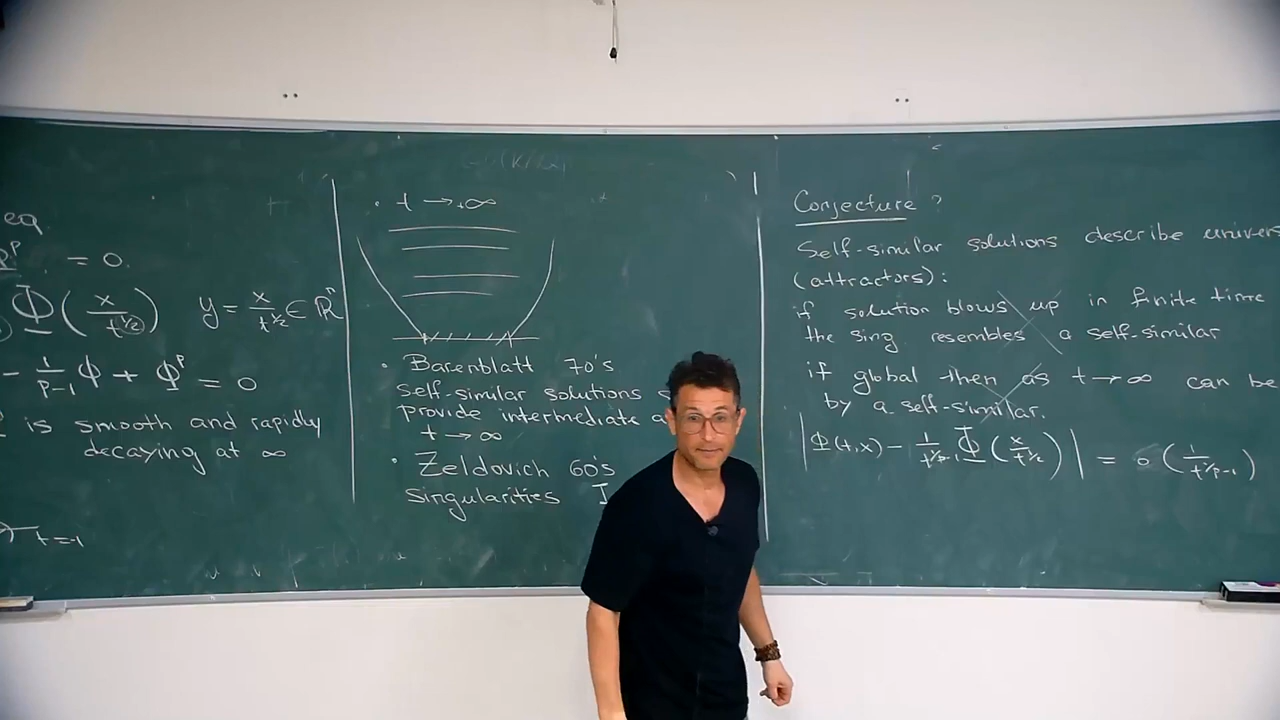 eq.
= 0.
Φ(x/t^{1/2}) y = x/t^{1/2} ∈ ℝ^n
- 1/(p-1) Φ + Φ^p = 0
is smooth and rapidly
decaying at ∞
t=-1
• t → +∞
• Barenblatt 70's
self-similar solutions
provide intermediate
t → ∞
• Zeldovich 60's
singularities I
Conjecture ?
Self-similar solutions describe
(attractors):
if solution blows up in finite time
the sing resembles a self-similar
if global then as t → ∞ can be
by a self-similar.
|Φ(t,x) - 1/t^{1/p-1} Φ(x/t^{1/2})| = o(1/t^{1/p-1})